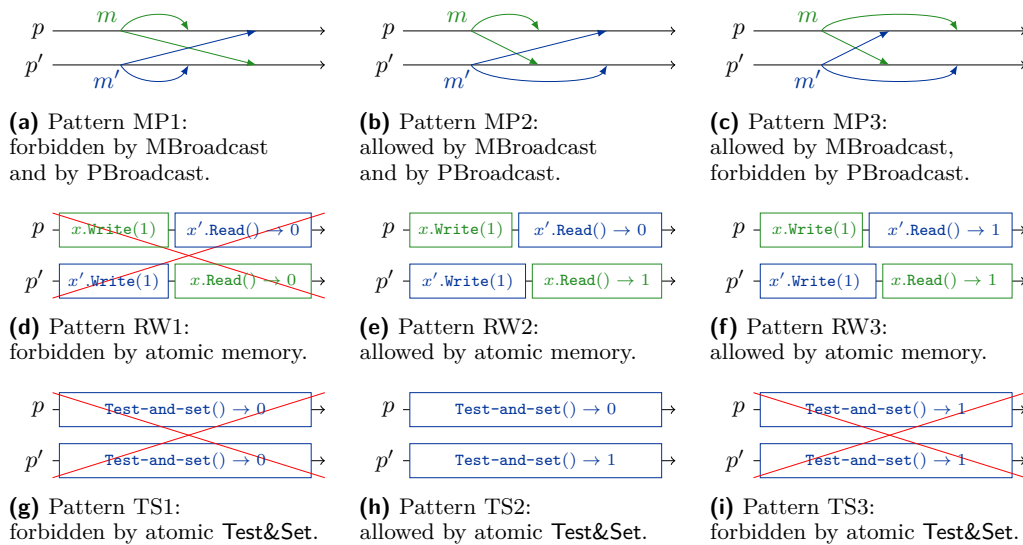 m m m
p p p
p′ p′ p′
m′ m′ m′
(a) Pattern MP1:
forbidden by MBroadcast
and by PBroadcast.
(b) Pattern MP2:
allowed by MBroadcast
and by PBroadcast.
(c) Pattern MP3:
allowed by MBroadcast,
forbidden by PBroadcast.
p x.Write(1) x′.Read() → 0
p′ x′.Write(1) x.Read() → 0
(d) Pattern RW1:
forbidden by atomic memory.
p x.Write(1) x′.Read() → 0
p′ x′.Write(1) x.Read() → 1
(e) Pattern RW2:
allowed by atomic memory.
p x.Write(1) x′.Read() → 1
p′ x′.Write(1) x.Read() → 1
(f) Pattern RW3:
allowed by atomic memory.
p Test-and-set() → 0
p′ Test-and-set() → 0
(g) Pattern TS1:
forbidden by atomic Test&Set.
p Test-and-set() → 0
p′ Test-and-set() → 1
(h) Pattern TS2:
allowed by atomic Test&Set.
p Test-and-set() → 1
p′ Test-and-set() → 1
(i) Pattern TS3:
forbidden by atomic Test&Set.